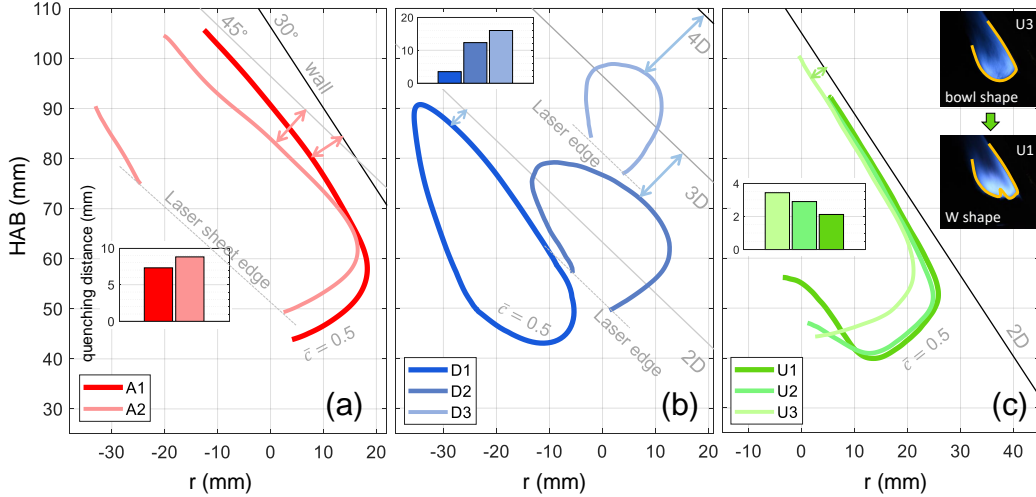 HAB (mm)
110
100
90
80
70
60
50
40
30
45°
30°
wall
Laser sheet edge
quenching distance (mm)
10
5
0
c̄ = 0.5
A1
A2
(a)
-30
-20
-10
0
10
20
r (mm)
20
10
0
4D
Laser edge
3D
c̄ = 0.5
Laser edge
2D
D1
D2
D3
(b)
-30
-20
-10
0
10
20
r (mm)
U3
bowl shape
U1
W shape
4
2
0
c̄ = 0.5
2D
U1
U2
U3
(c)
-10
0
10
20
30
40
r (mm)